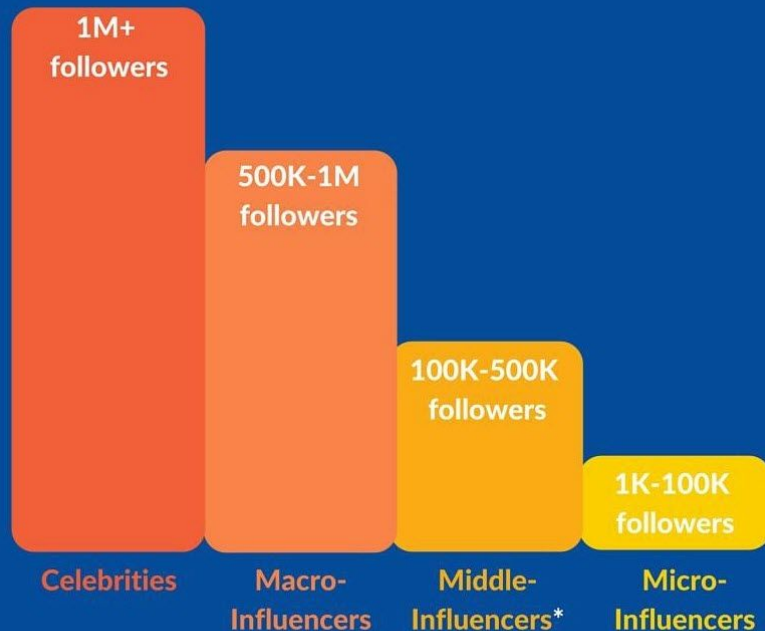 1M+
followers
500K-1M
followers
100K-500K
followers
1K-100K
followers
Celebrities
Macro-
Influencers
Middle-
Influencers*
Micro-
Influencers